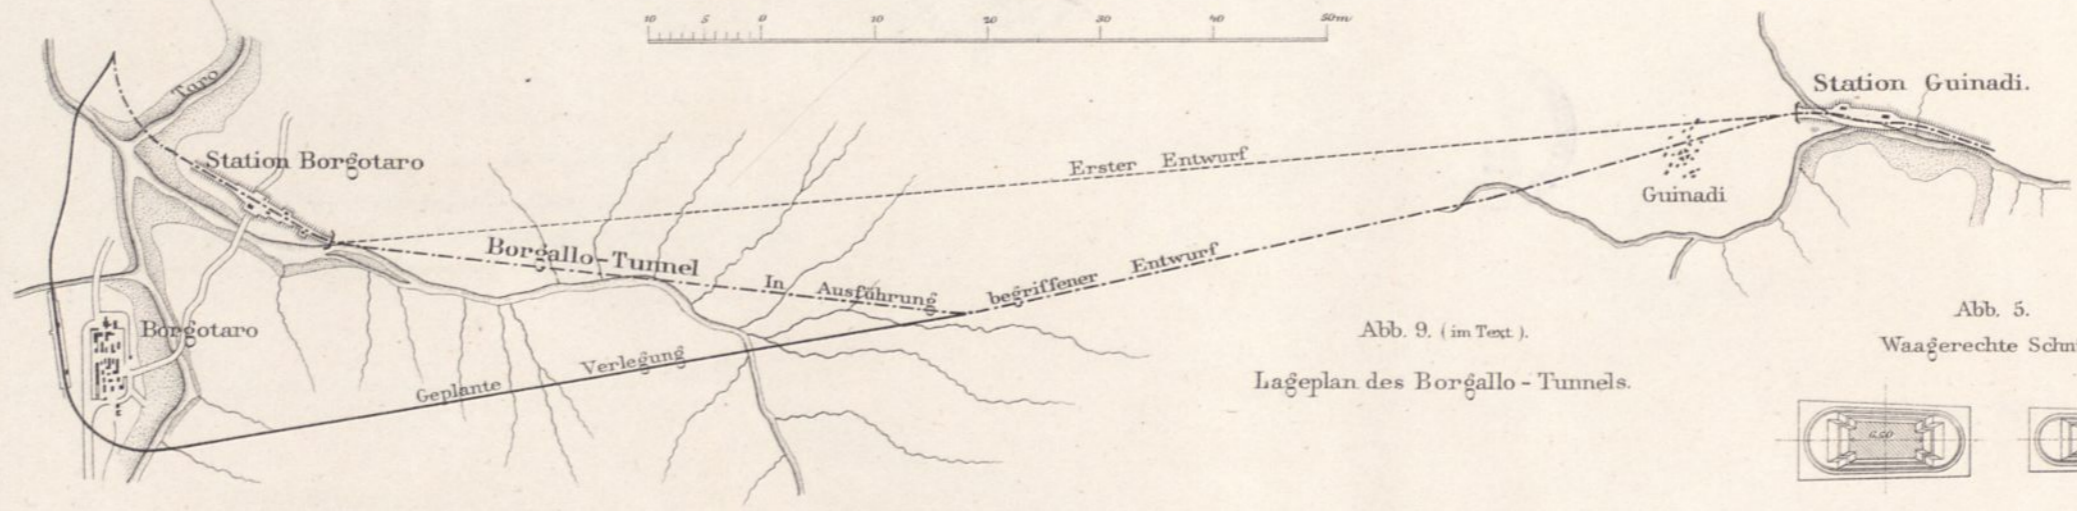 10 5 0 10 20 30 40 50m
Taro
Station Guinadi.
Station Borgotaro
Erster Entwurf
Guinadi
Borgallo-Tunnel
In Ausführung begriffener Entwurf
Borgotaro
Geplante Verlegung
Abb. 9. (im Text).
Lageplan des Borgallo-Tunnels.
Abb. 5.
Waagerechte Schn